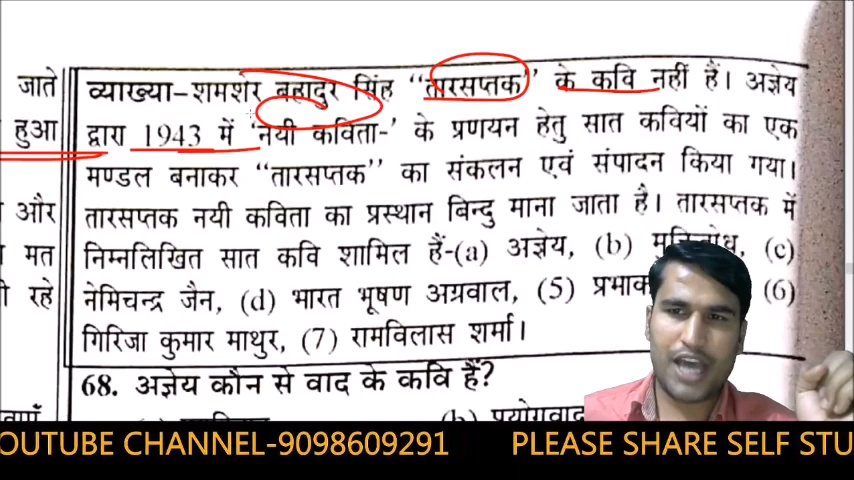 जाते
हुआ
और
मत
ी रहे
व्याख्या–शमशेर बहादुर सिंह "तारसप्तक" के कवि नहीं हैं। अज्ञेय
द्वारा 1943 में 'नयी कविता-' के प्रणयन हेतु सात कवियों का एक
मण्डल बनाकर "तारसप्तक" का संकलन एवं संपादन किया गया।
तारसप्तक नयी कविता का प्रस्थान बिन्दु माना जाता है। तारसप्तक में
निम्नलिखित सात कवि शामिल हैं-(a) अज्ञेय, (b) मुक्तिबोध, (c)
नेमिचन्द्र जैन, (d) भारत भूषण अग्रवाल, (5) (6)
गिरिजा कुमार माथुर, (7) रामविलास शर्मा।
68. अज्ञेय कौन से वाद के कवि हैं?
(b) प्रयोगवाद
OUTUBE CHANNEL-9098609291 PLEASE SHARE SELF STU